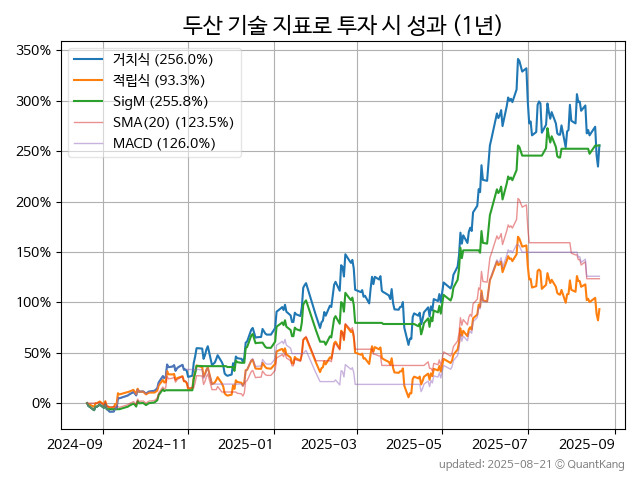 두산 기술 지표로 투자 시 성과 (1년)
350%
300%
250%
200%
150%
100%
50%
0%
거치식 (256.0%)
적립식 (93.3%)
SigM (255.8%)
SMA(20) (123.5%)
MACD (126.0%)
2024-09
2024-11
2025-01
2025-03
2025-05
2025-07
2025-09
updated: 2025-08-21 @ QuantKang